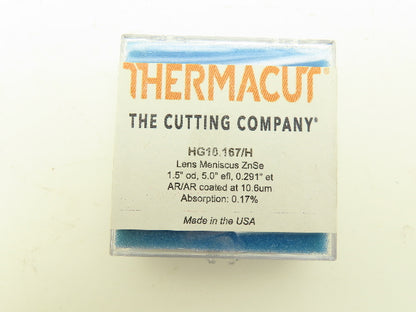 THERMACUT®
THE CUTTING COMPANY®
HG10.167/H
Lens Meniscus ZnSe
1.5" od, 5.0" efl, 0.291" et
AR/AR coated at 10.6um
Absorption: 0.17%
Made in the USA